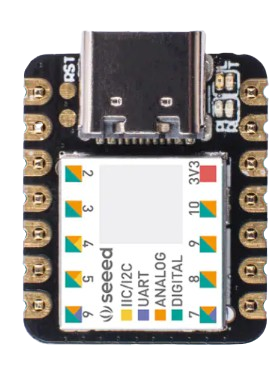 RST
2
3V3
3
10
4
9
5
8
6
7
seeed
IIC/I2C
UART
ANALOG
DIGITAL